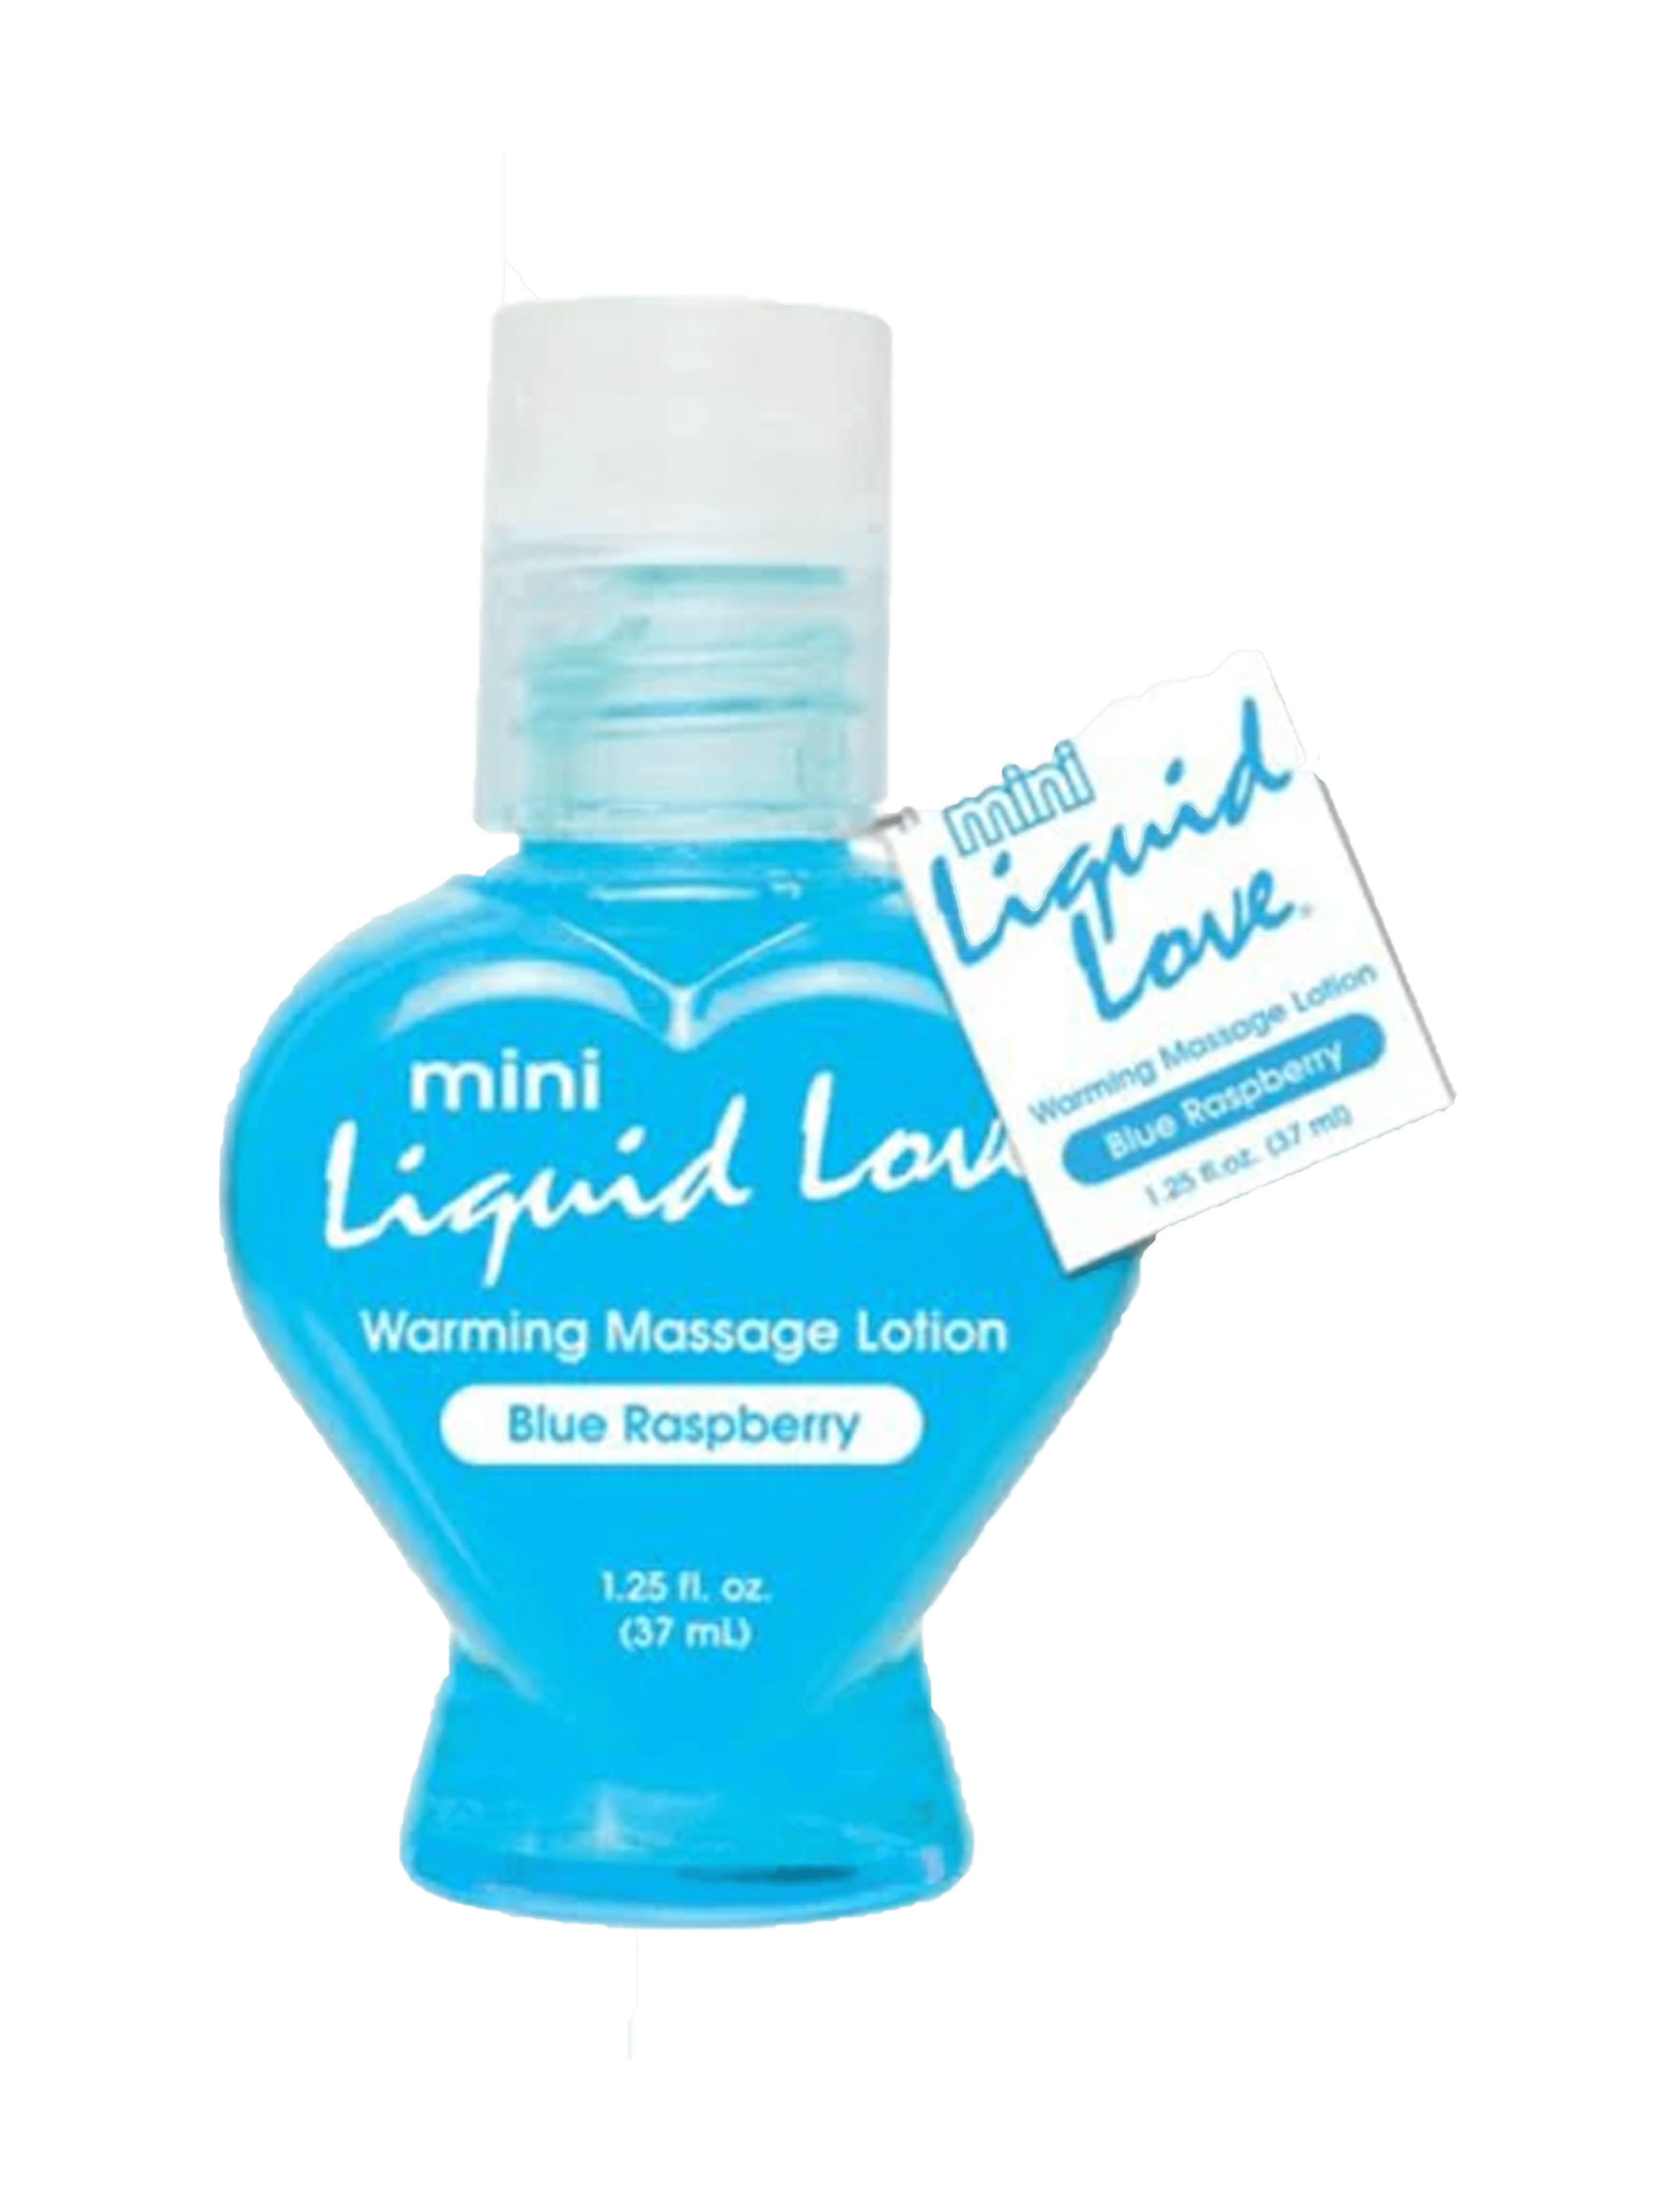 mini
Liquid Love
Warming Massage Lotion
Blue Raspberry
1.25 fl. oz.
(37 mL)
mini
Liquid
Love®
Warming Massage Lotion
Blue Raspberry
1.25 fl.oz. (37 ml)